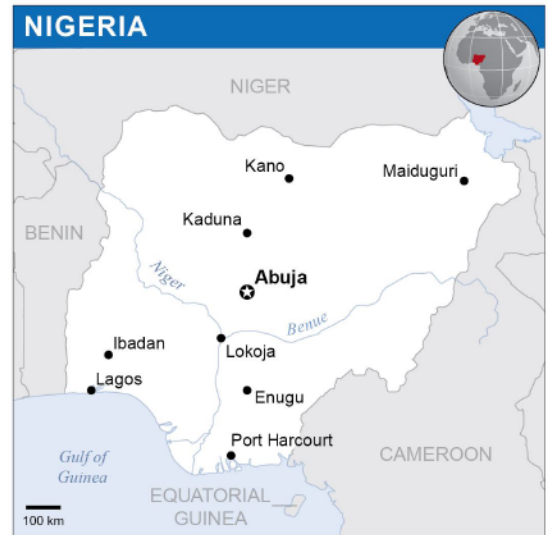 NIGERIA
NIGER
Kano
Maiduguri
Kaduna
BENIN
Niger
Abuja
Benue
Ibadan
Lokoja
Lagos
Enugu
Port Harcourt
Gulf of
Guinea
CAMEROON
EQUATORIAL
GUINEA
100 km